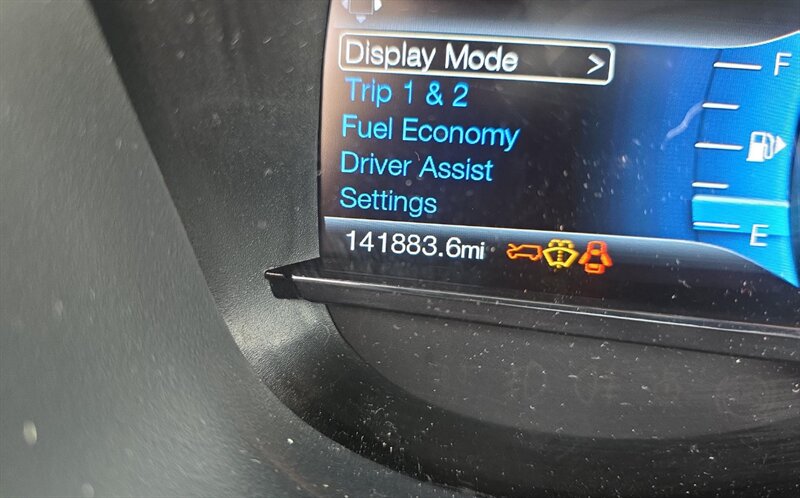 Display Mode >
Trip 1 & 2
Fuel Economy
Driver Assist
Settings
141883.6mi
F
E